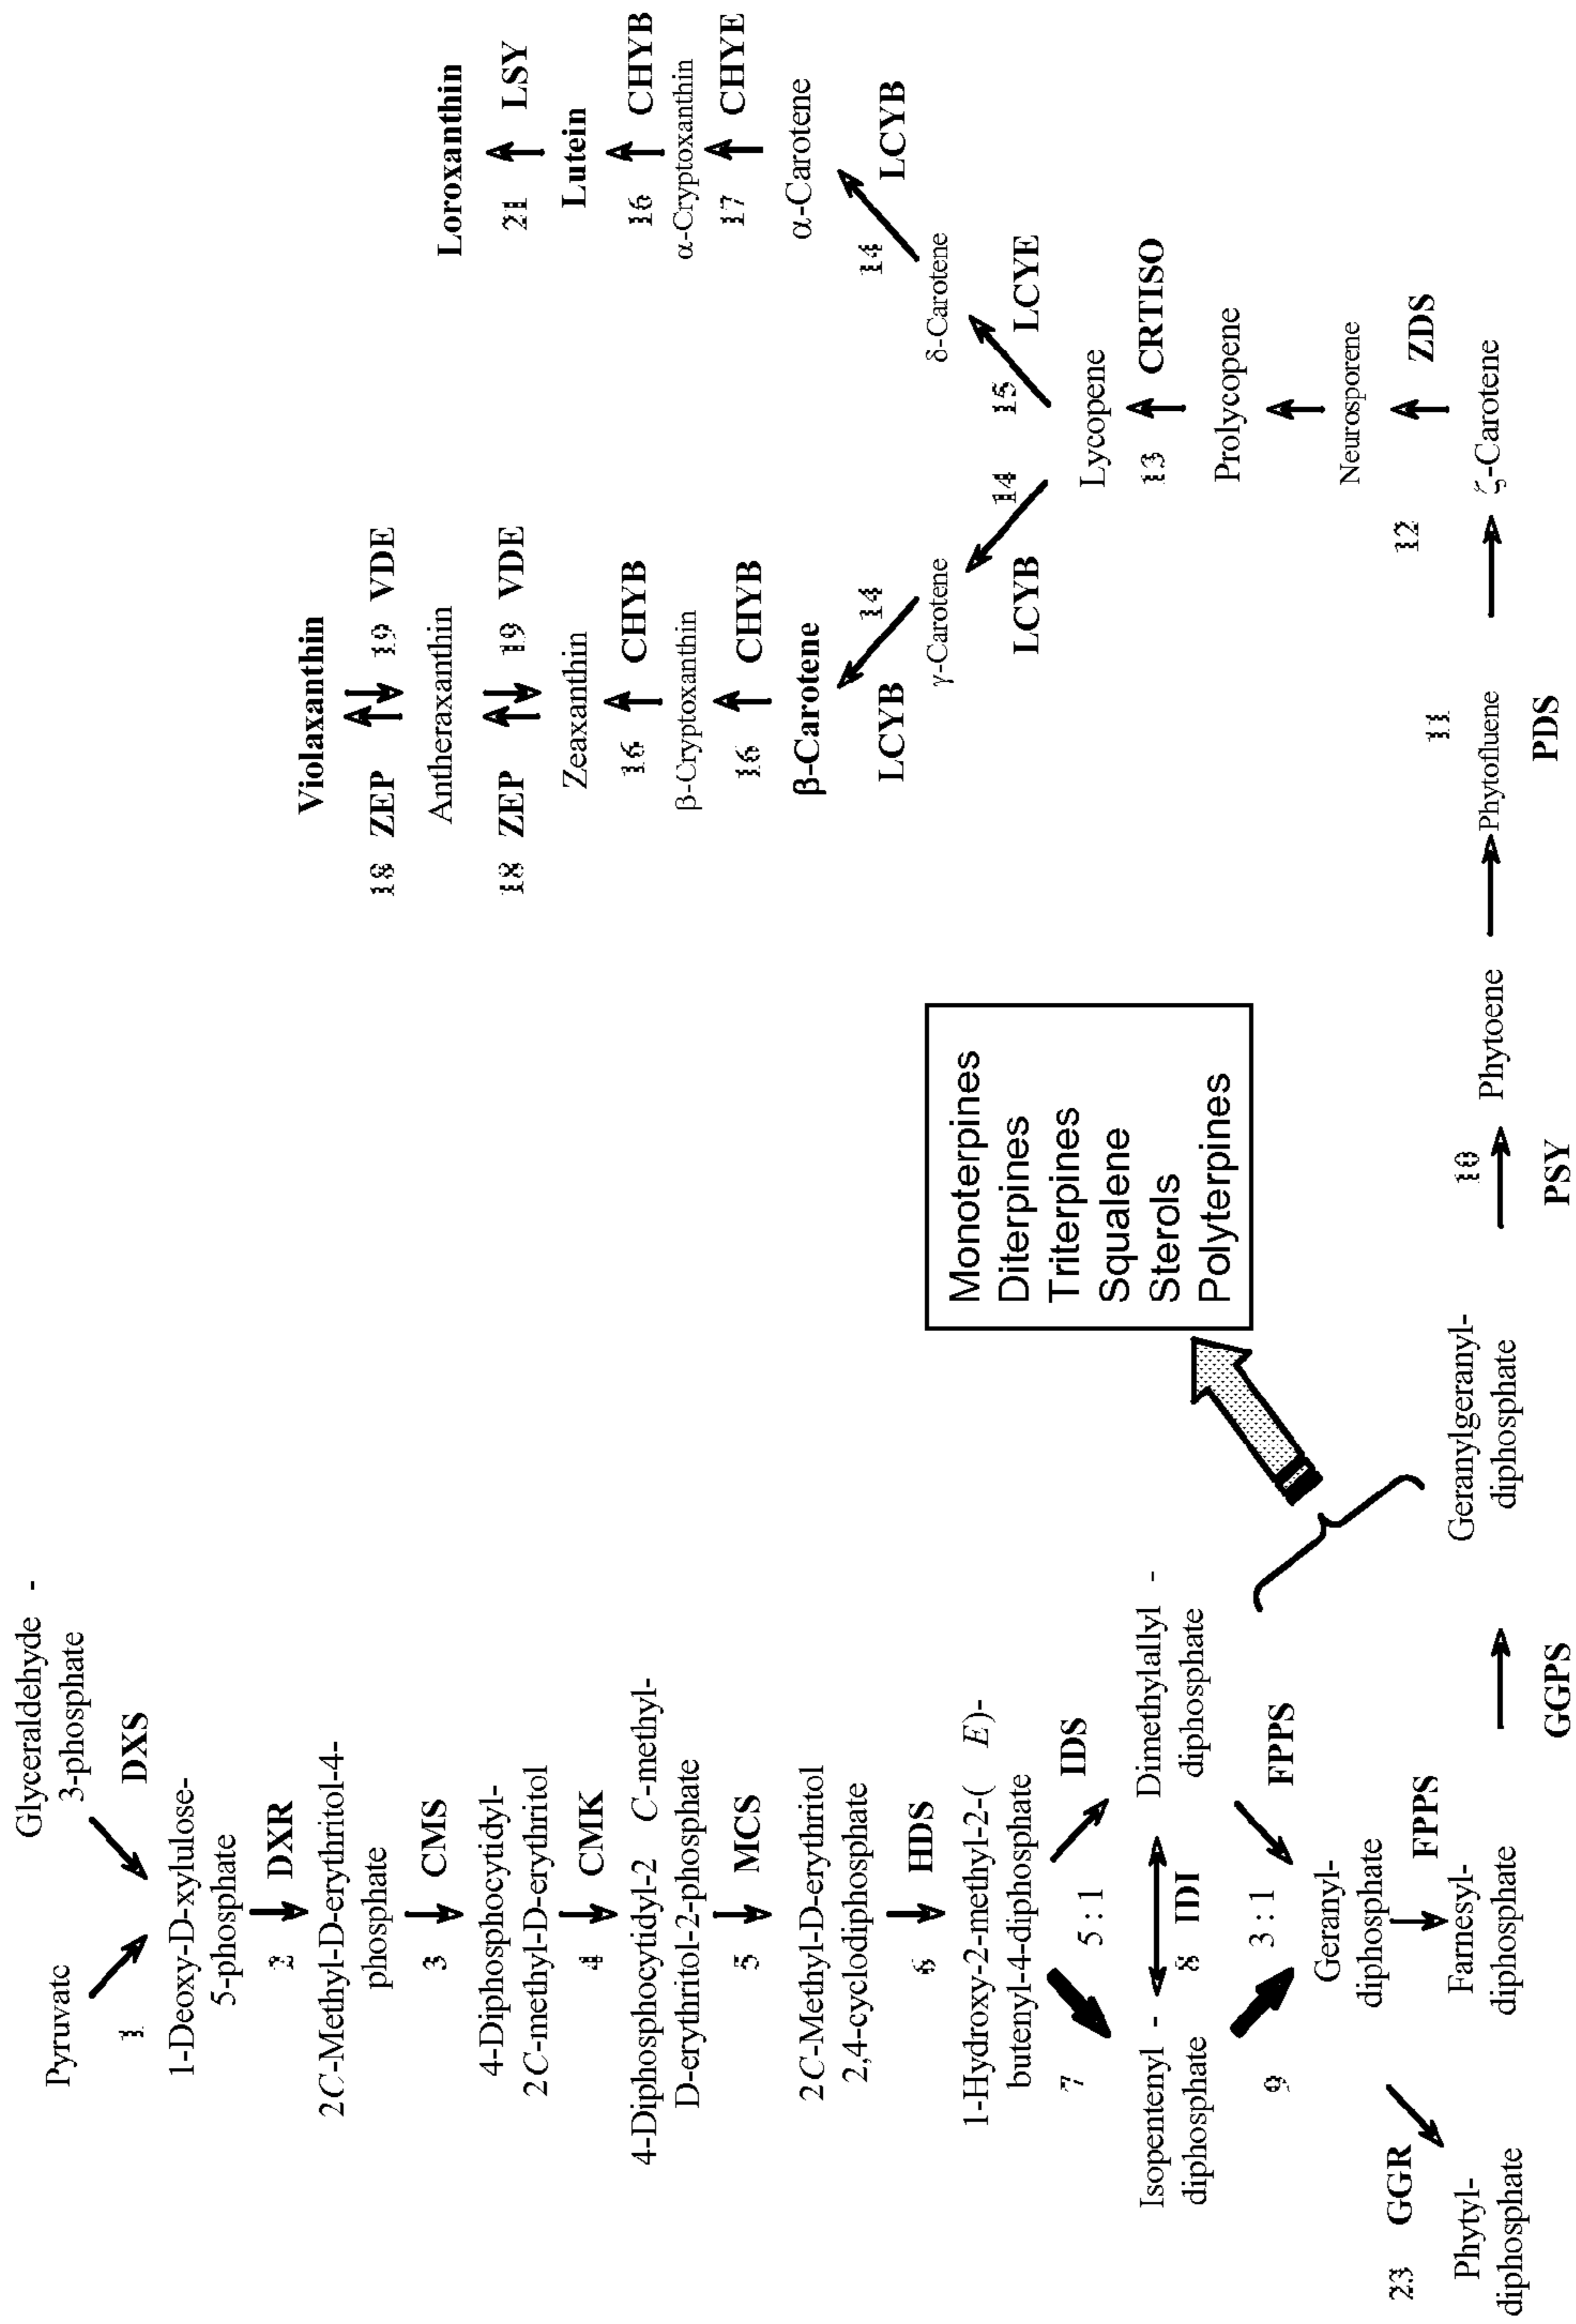 Glyceraldehyde -
3-phosphate
Pyruvate
1
DXS
1-Deoxy-D-xylulose-
5-phosphate
2 DXR
2C-Methyl-D-erythritol-4-
phosphate
3 CMS
4-Diphosphocytidyl-
2C-methyl-D-erythritol
4 CMK
4-Diphosphocytidyl-2 C-methyl-
D-erythritol-2-phosphate
5 MCS
2C-Methyl-D-erythritol
2,4-cyclodiphosphate
6 HDS
1-Hydroxy-2-methyl-2-( E)-
butenyl-4-diphosphate
7 5 : 1 IDS
Isopentenyl -
diphosphate
8 IDI
Dimethylallyl -
diphosphate
9 3 : 1 FPPS
Geranyl-
diphosphate
FPPS
Farnesyl-
diphosphate
23 GGR
Phytyl-
diphosphate
GGPS
Geranylgeranyl-
diphosphate
Monoterpines
Diterpines
Triterpines
Squalene
Sterols
Polyterpines
10
PSY
Phytoene
Phytofluene
11
PDS
ζ-Carotene
12 ZDS
Neurosporene
Prolycopene
13 CRTISO
Lycopene
14
LCYB
γ-Carotene
14
LCYB
β-Carotene
16 CHYB
β-Cryptoxanthin
16 CHYB
Zeaxanthin
18 ZEP 19 VDE
Antheraxanthin
18 ZEP 19 VDE
Violaxanthin
15 LCYE
δ-Carotene
14 LCYB
α-Carotene
17 CHYE
α-Cryptoxanthin
16 CHYB
Lutein
21 LSY
Loroxanthin